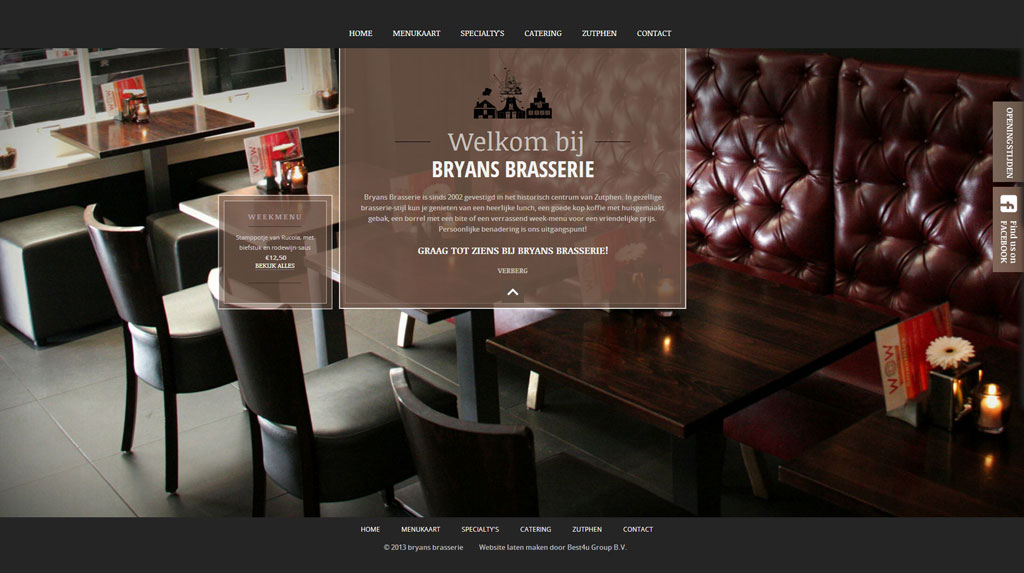 HOME MENUKAART SPECIALTY'S CATERING ZUTPHEN CONTACT
Welkom bij
BRYANS BRASSERIE
Bryans Brasserie is sinds 2002 gevestigd in het historisch centrum van Zutphen. In gezellige
brasserie-stijl kun je genieten van een heerlijke lunch, een goede kop koffie met huisgemaakt
gebak, een borrel met een bite of een verrassend week-menu voor een vriendelijke prijs.
Persoonlijke benadering is ons uitgangspunt!
GRAAG TOT ZIENS BIJ BRYANS BRASSERIE!
VERBERG
WEEKMENU
Stamppotje van Rucola, met
biefstuk en rodewijn-saus
€12,50
BEKIJK ALLES
OPENINGSTIJDEN
Find us on
FACEBOOK
WOW
WOW
HOME MENUKAART SPECIALTY'S CATERING ZUTPHEN CONTACT
© 2013 bryans brasserie Website laten maken door Best4u Group B.V.